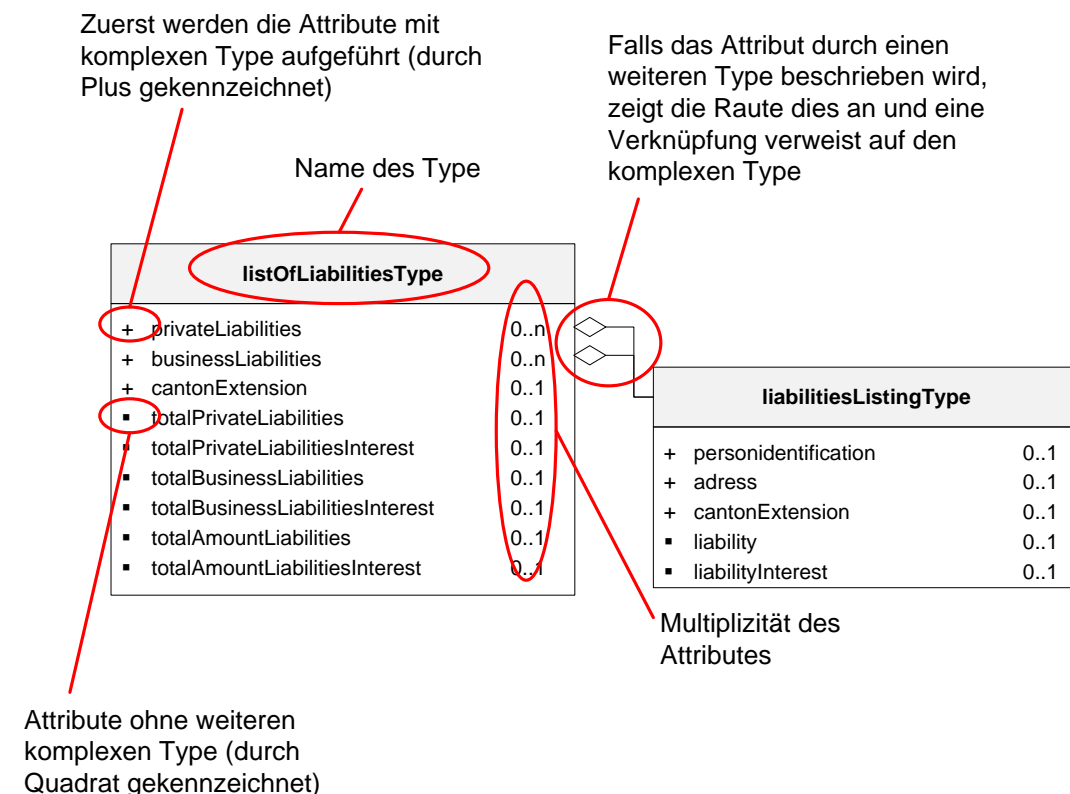 Zuerst werden die Attribute mit
komplexen Type aufgeführt (durch
Plus gekennzeichnet)
Falls das Attribut durch einen
weiteren Type beschrieben wird,
zeigt die Raute dies an und eine
Verknüpfung verweist auf den
komplexen Type
Name des Type
listOfLiabilitiesType
+ privateLiabilities 0..n
+ businessLiabilities 0..n
+ cantonExtension 0..1
▪ totalPrivateLiabilities 0..1
▪ totalPrivateLiabilitiesInterest 0..1
▪ totalBusinessLiabilities 0..1
▪ totalBusinessLiabilitiesInterest 0..1
▪ totalAmountLiabilities 0..1
▪ totalAmountLiabilitiesInterest 0..1
liabilitiesListingType
+ personidentification 0..1
+ adress 0..1
+ cantonExtension 0..1
▪ liability 0..1
▪ liabilityInterest 0..1
Multiplizität des
Attributes
Attribute ohne weiteren
komplexen Type (durch
Quadrat gekennzeichnet)